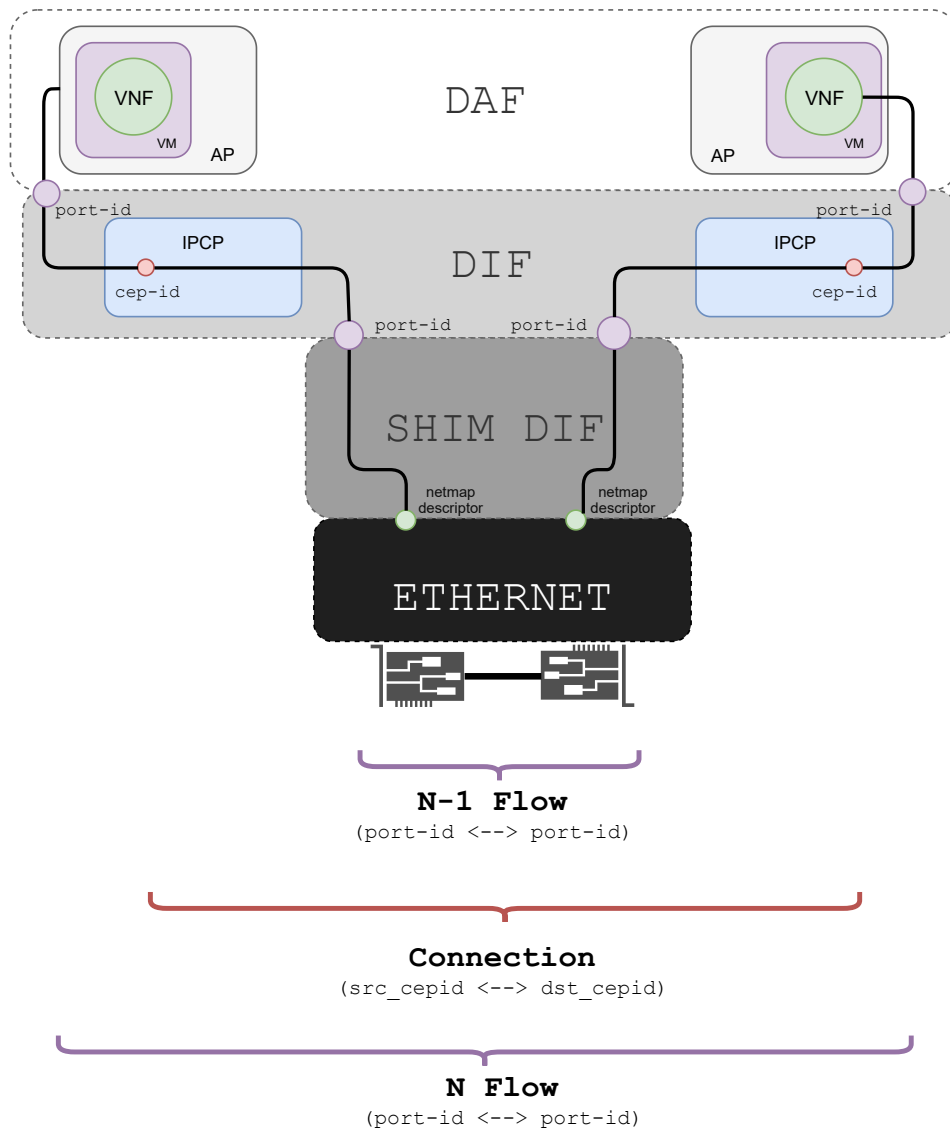 VNF
VM
AP
DAF
VNF
VM
AP
port-id
port-id
IPCP
cep-id
DIF
IPCP
cep-id
port-id
port-id
SHIM DIF
netmap
descriptor
netmap
descriptor
ETHERNET
N-1 Flow
(port-id <--> port-id)
Connection
(src_cepid <--> dst_cepid)
N Flow
(port-id <--> port-id)